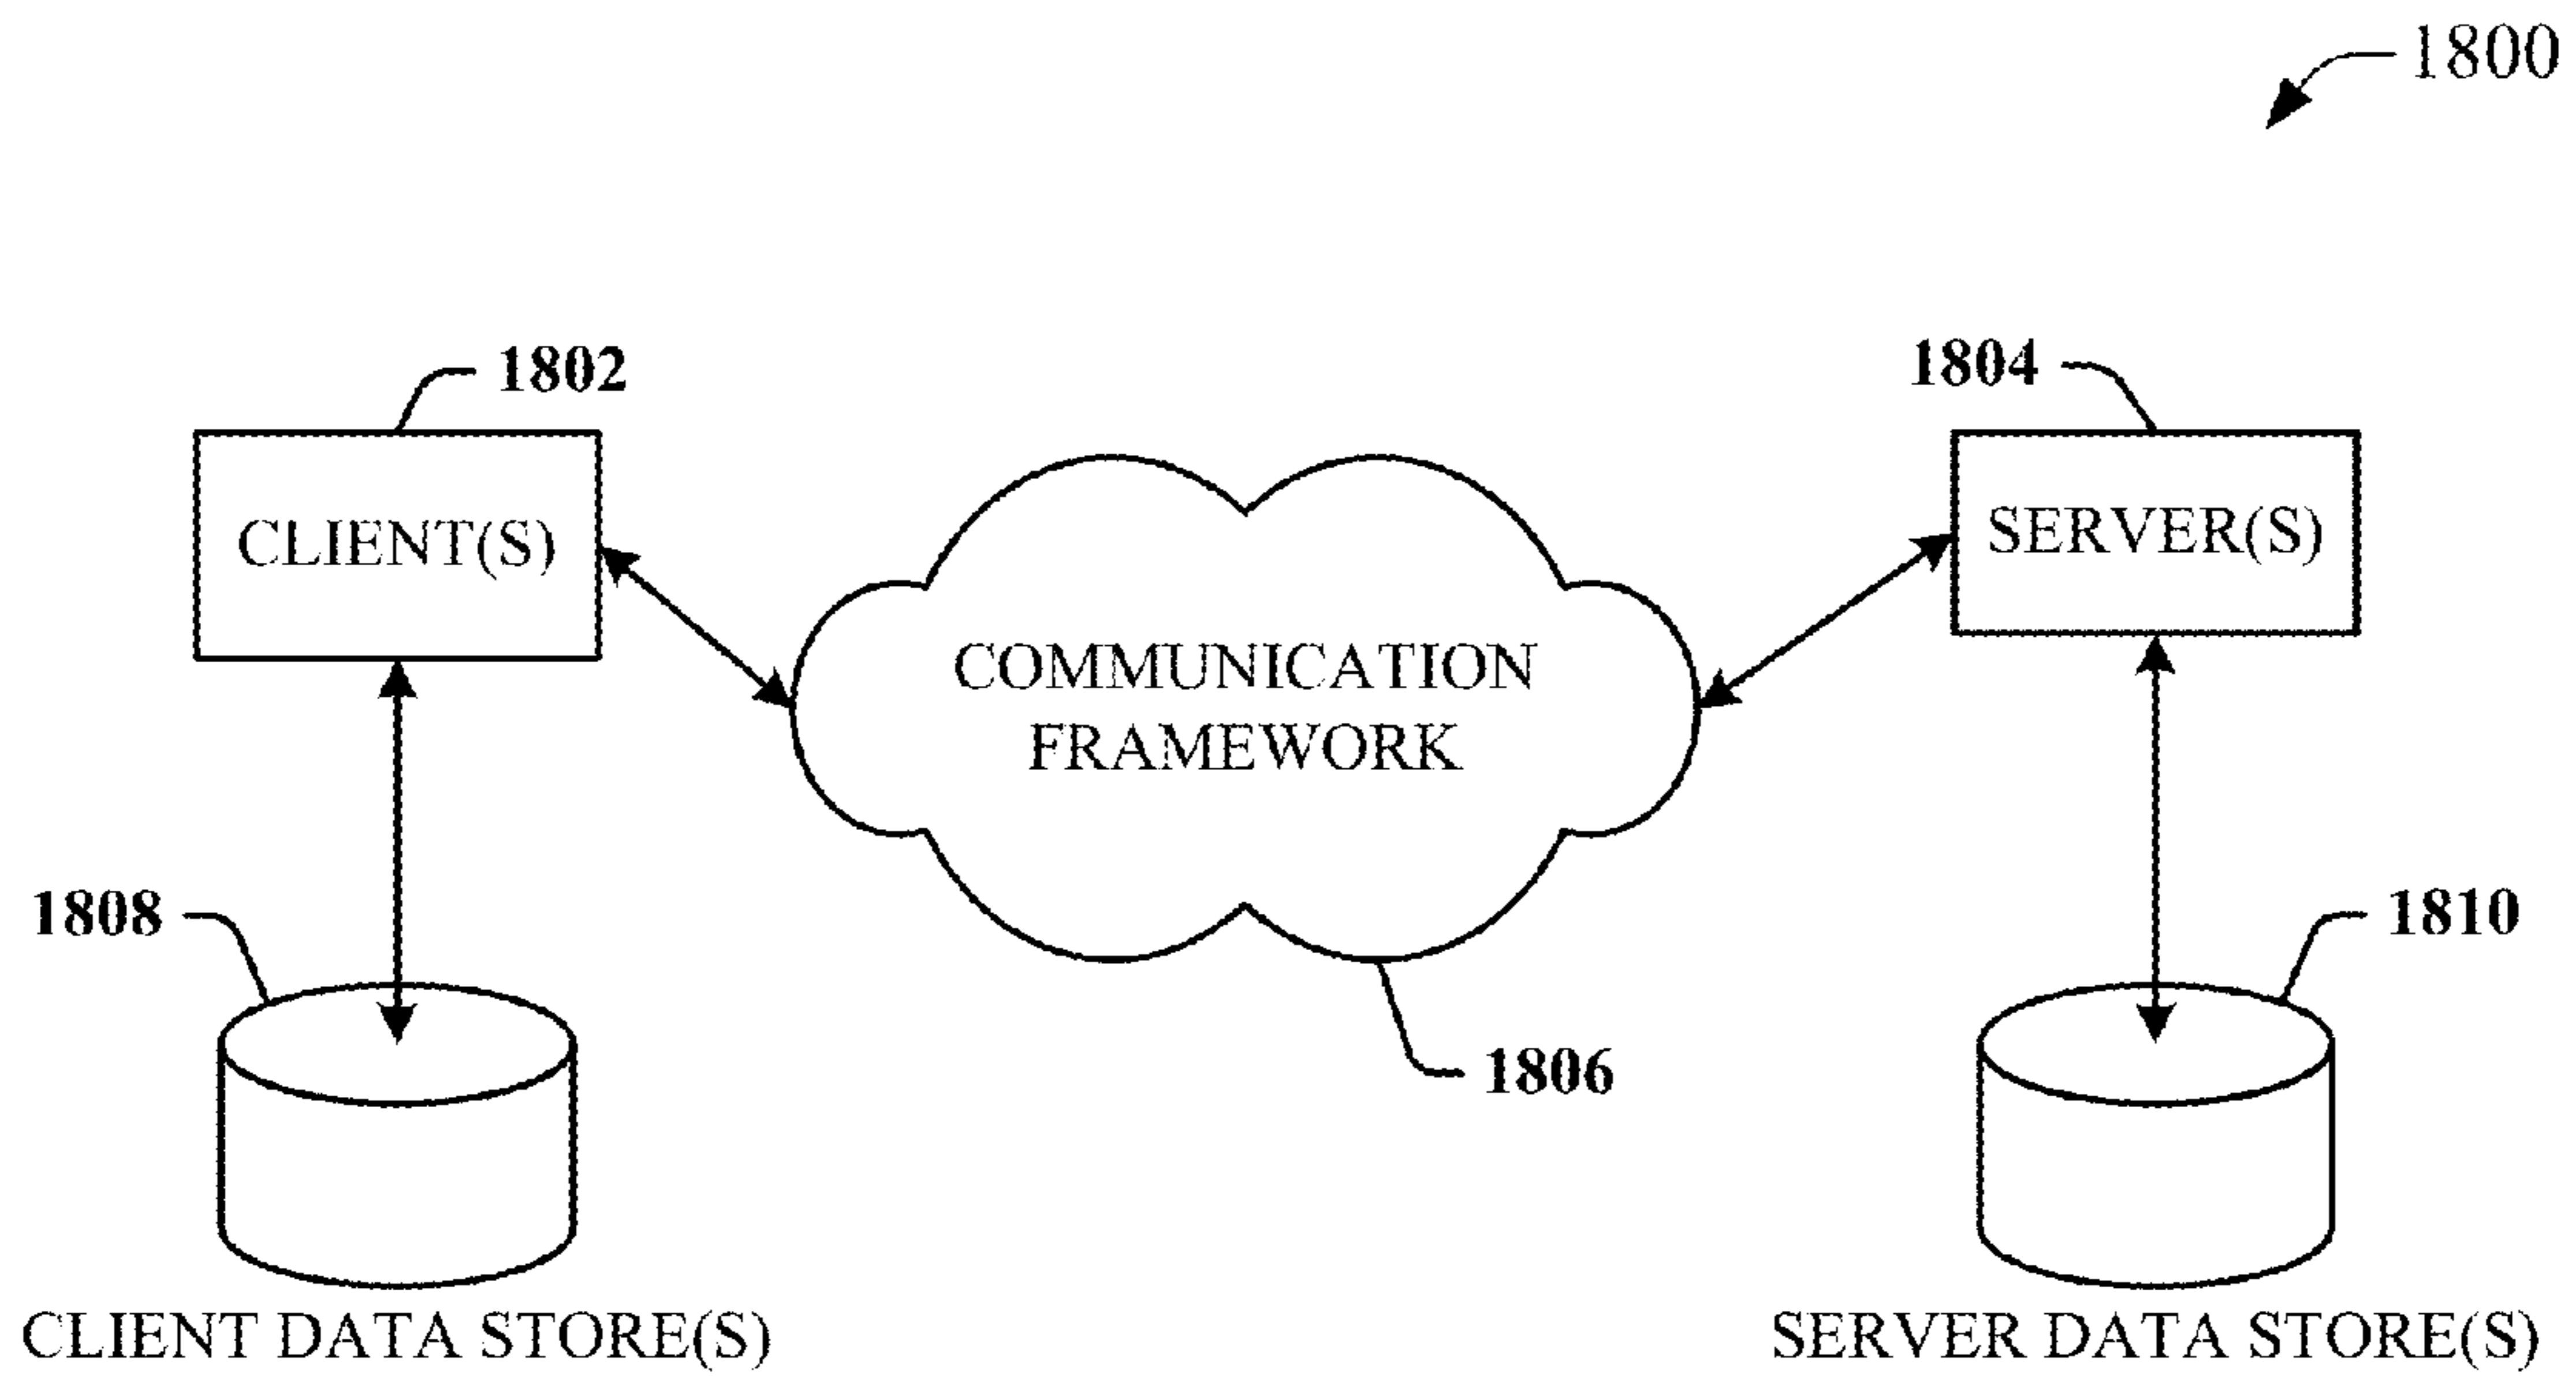 1800
1802
1804
CLIENT(S)
SERVER(S)
COMMUNICATION
FRAMEWORK
1808
1810
1806
CLIENT DATA STORE(S)
SERVER DATA STORE(S)